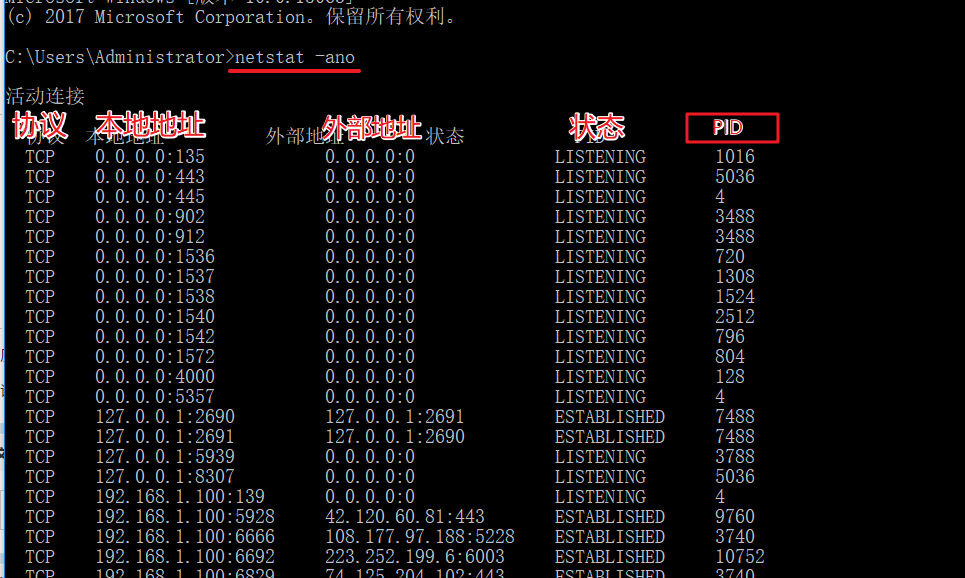 (c) 2017 Microsoft Corporation。保留所有权利。
C:\Users\Administrator>netstat -ano
活动连接
协议 本地地址 外部地址 状态 PID
协议 本地地址 外部地址 状态 PID
TCP 0.0.0.0:135 0.0.0.0:0 LISTENING 1016
TCP 0.0.0.0:443 0.0.0.0:0 LISTENING 5036
TCP 0.0.0.0:445 0.0.0.0:0 LISTENING 4
TCP 0.0.0.0:902 0.0.0.0:0 LISTENING 3488
TCP 0.0.0.0:912 0.0.0.0:0 LISTENING 3488
TCP 0.0.0.0:1536 0.0.0.0:0 LISTENING 720
TCP 0.0.0.0:1537 0.0.0.0:0 LISTENING 1308
TCP 0.0.0.0:1538 0.0.0.0:0 LISTENING 1524
TCP 0.0.0.0:1540 0.0.0.0:0 LISTENING 2512
TCP 0.0.0.0:1542 0.0.0.0:0 LISTENING 796
TCP 0.0.0.0:1572 0.0.0.0:0 LISTENING 804
TCP 0.0.0.0:4000 0.0.0.0:0 LISTENING 128
TCP 0.0.0.0:5357 0.0.0.0:0 LISTENING 4
TCP 127.0.0.1:2690 127.0.0.1:2691 ESTABLISHED 7488
TCP 127.0.0.1:2691 127.0.0.1:2690 ESTABLISHED 7488
TCP 127.0.0.1:5939 0.0.0.0:0 LISTENING 3788
TCP 127.0.0.1:8307 0.0.0.0:0 LISTENING 5036
TCP 192.168.1.100:139 0.0.0.0:0 LISTENING 4
TCP 192.168.1.100:5928 42.120.60.81:443 ESTABLISHED 9760
TCP 192.168.1.100:6666 108.177.97.188:5228 ESTABLISHED 3740
TCP 192.168.1.100:6692 223.252.199.6:6003 ESTABLISHED 10752
TCP 192.168.1.100:6829 74.125.204.102:443 ESTABLISHED 3740